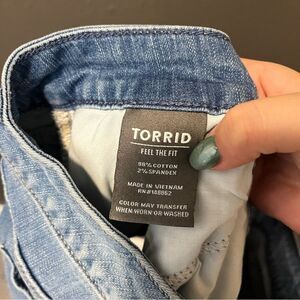 TORRID
FEEL THE FIT
98% COTTON
2% SPANDEX
MADE IN VIETNAM
RN#148062
COLOR MAY TRANSFER
WHEN WORN OR WASHED